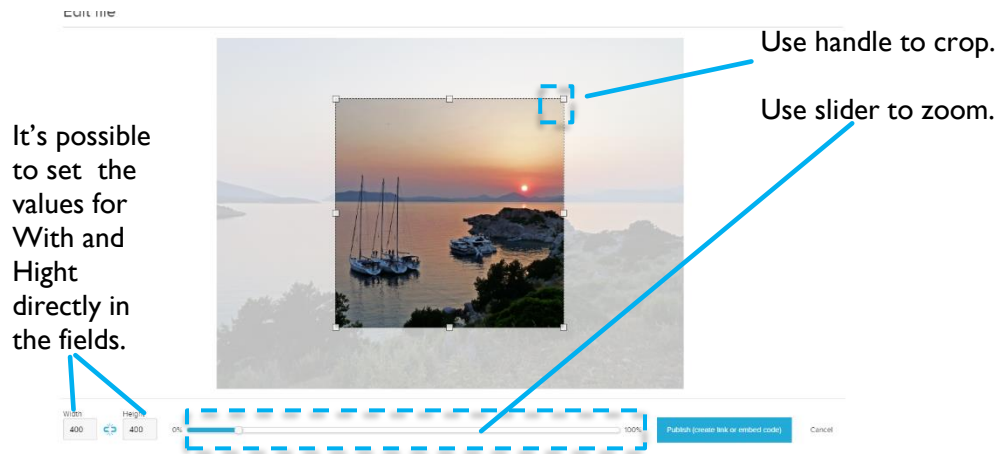 Edit file
Use handle to crop.
Use slider to zoom.
It’s possible
to set the
values for
With and
Hight
directly in
the fields.
Width
Height
400
400
0%
100%
Publish (create link or embed code)
Cancel